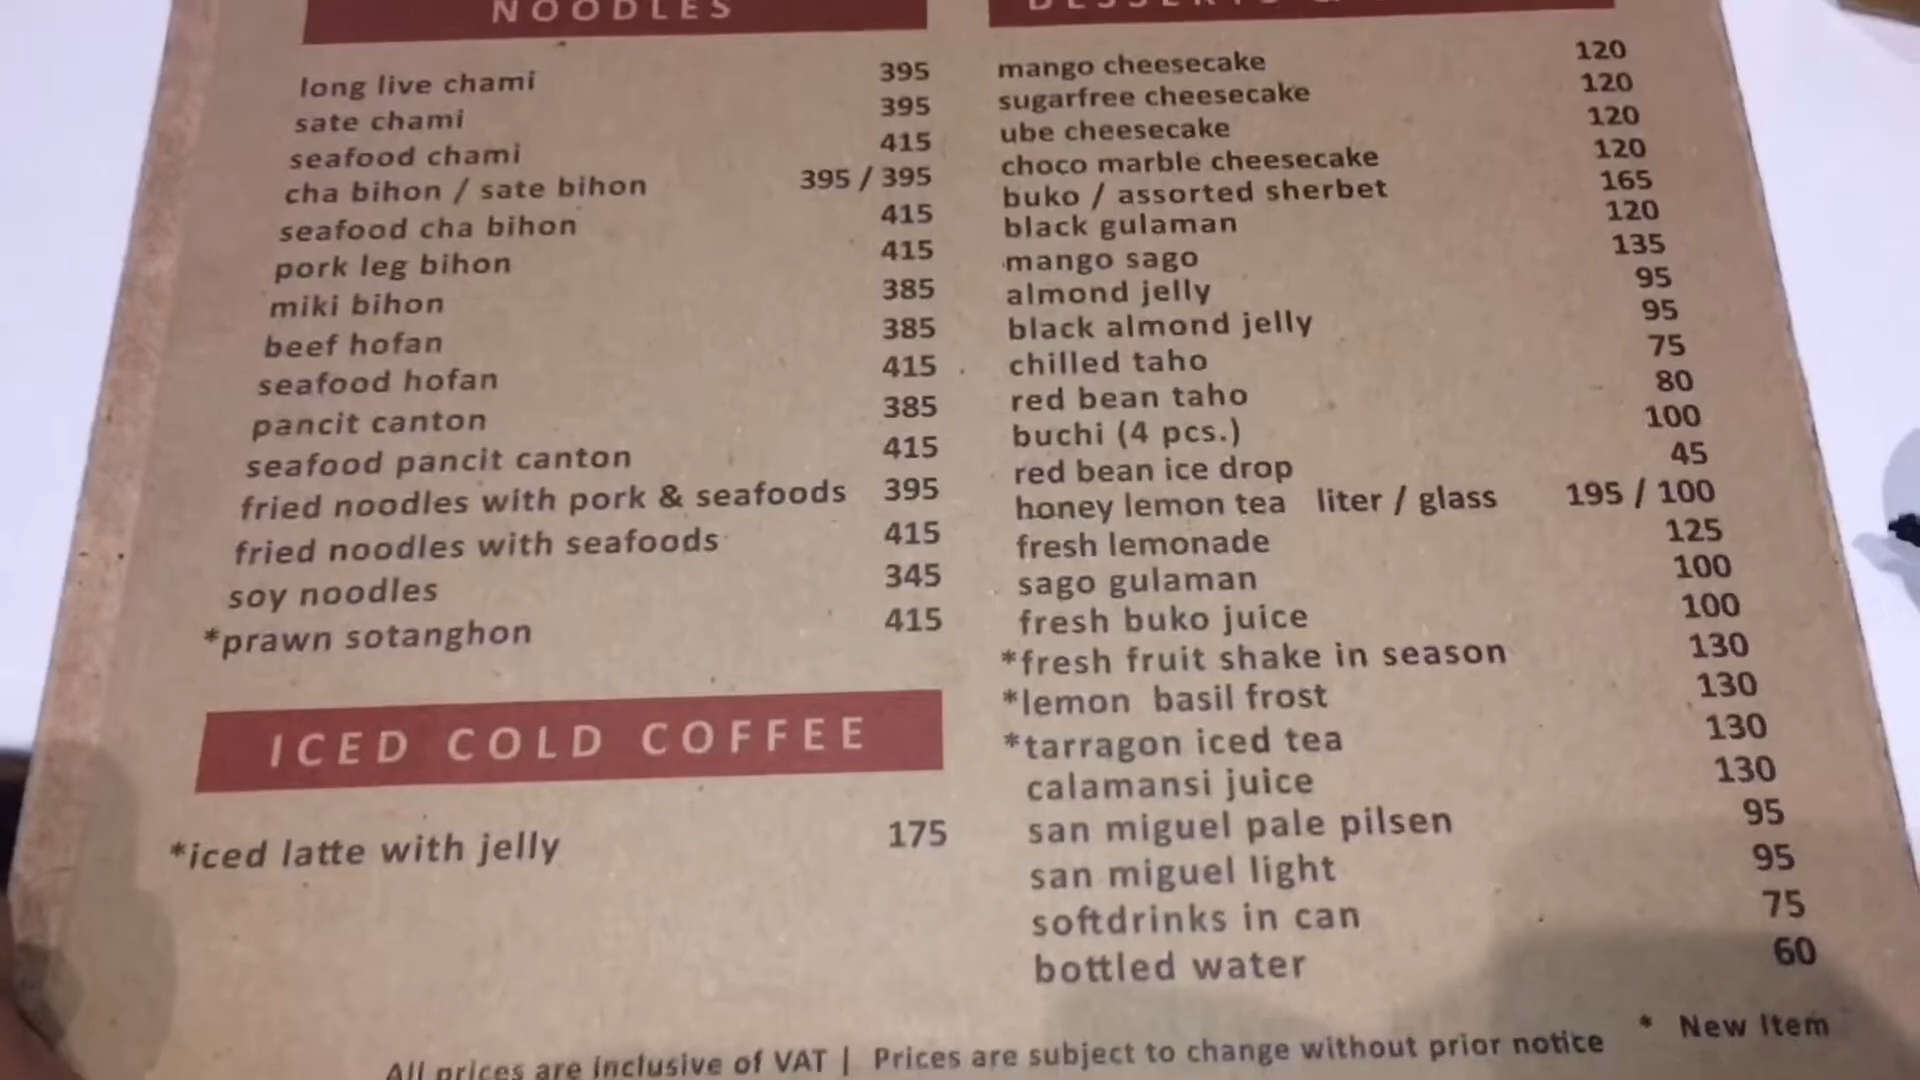 NOODLES
long live chami 395
sate chami 395
seafood chami 415
cha bihon / sate bihon 395 / 395
seafood cha bihon 415
pork leg bihon 415
miki bihon 385
beef hofan 385
seafood hofan 415
pancit canton 385
seafood pancit canton 415
fried noodles with pork & seafoods 395
fried noodles with seafoods 415
soy noodles 345
*prawn sotanghon 415
ICED COLD COFFEE
*iced latte with jelly 175
DESSERTS &
mango cheesecake 120
sugarfree cheesecake 120
ube cheesecake 120
choco marble cheesecake 120
buko / assorted sherbet 165
black gulaman 120
mango sago 135
almond jelly 95
black almond jelly 95
chilled taho 75
red bean taho 80
buchi (4 pcs.) 100
red bean ice drop 45
honey lemon tea liter / glass 195 / 100
fresh lemonade 125
sago gulaman 100
fresh buko juice 100
*fresh fruit shake in season 130
*lemon basil frost 130
*tarragon iced tea 130
calamansi juice 130
san miguel pale pilsen 95
san miguel light 95
softdrinks in can 75
bottled water 60
* New Item
All prices are inclusive of VAT | Prices are subject to change without prior notice